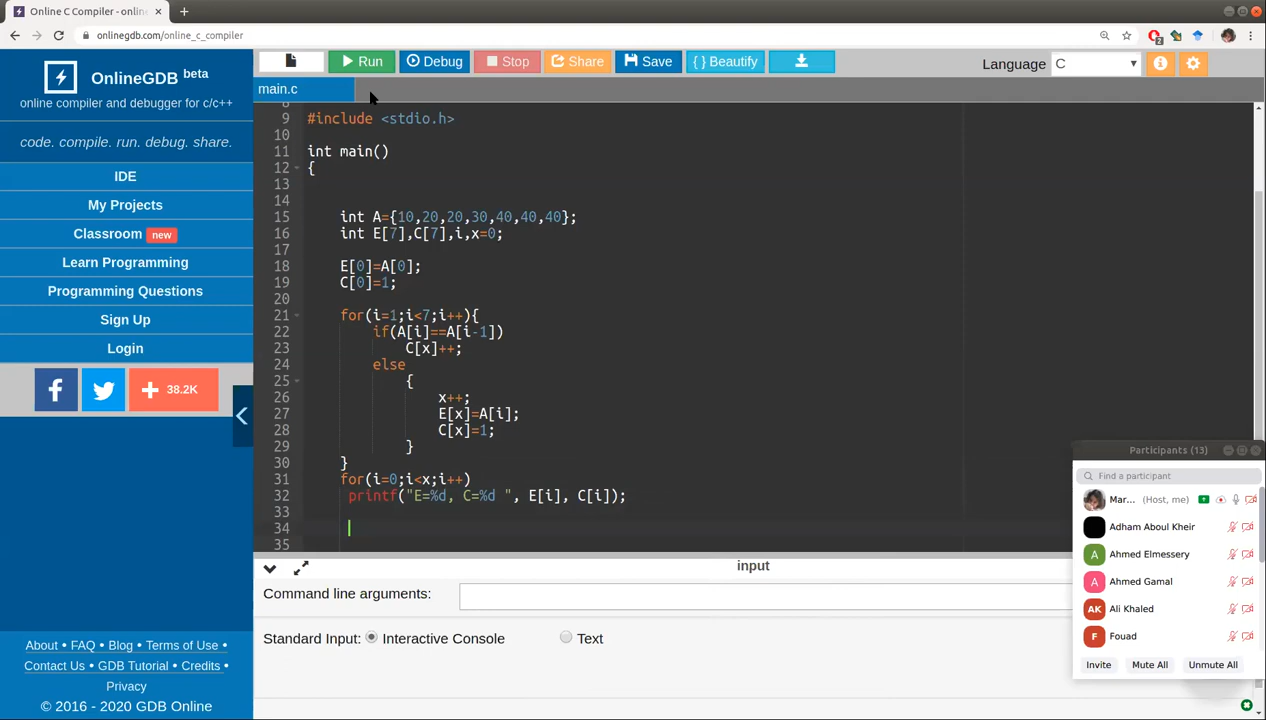 Online C Compiler - onlin
onlinegdb.com/online_c_compiler
2
OnlineGDB beta
online compiler and debugger for c/c++
code. compile. run. debug. share.
IDE
My Projects
Classroom new
Learn Programming
Programming Questions
Sign Up
Login
38.2K
About • FAQ • Blog • Terms of Use •
Contact Us • GDB Tutorial • Credits •
Privacy
© 2016 - 2020 GDB Online
Run
Debug
Stop
Share
Save
{ } Beautify
Language C
main.c
8
9 #include <stdio.h>
10
11 int main()
12 {
13
14
15 int A={10,20,20,30,40,40,40};
16 int E[7],C[7],i,x=0;
17
18 E[0]=A[0];
19 C[0]=1;
20
21 for(i=1;i<7;i++){
22 if(A[i]==A[i-1])
23 C[x]++;
24 else
25 {
26 x++;
27 E[x]=A[i];
28 C[x]=1;
29 }
30 }
31 for(i=0;i<x;i++)
32 printf("E=%d, C=%d ", E[i], C[i]);
33
34
35
input
Command line arguments:
Standard Input: Interactive Console Text
Participants (13)
Find a participant
Mar... (Host, me)
Adham Aboul Kheir
A Ahmed Elmessery
A Ahmed Gamal
AK Ali Khaled
F Fouad
Invite Mute All Unmute All